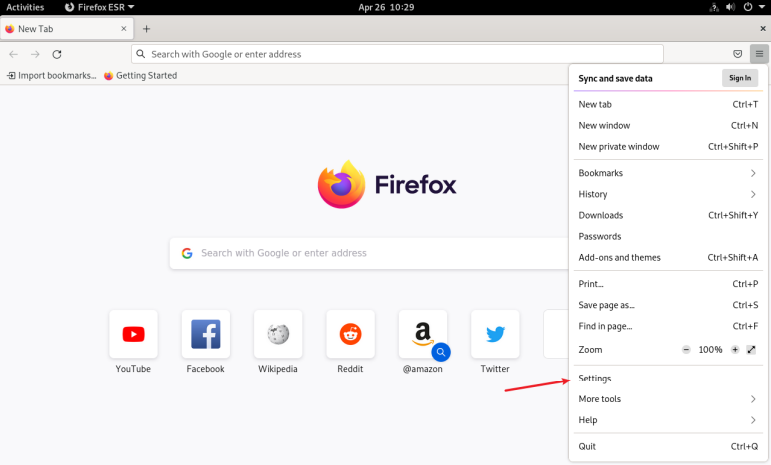 Activities Firefox ESR Apr 26 10:29
New Tab
Search with Google or enter address
Import bookmarks... Getting Started
Sync and save data Sign In
New tab Ctrl+T
New window Ctrl+N
New private window Ctrl+Shift+P
Bookmarks
History
Downloads Ctrl+Shift+Y
Passwords
Add-ons and themes Ctrl+Shift+A
Print... Ctrl+P
Save page as... Ctrl+S
Find in page... Ctrl+F
Zoom 100%
Settings
More tools
Help
Quit Ctrl+Q
Firefox
Search with Google or enter address
YouTube Facebook Wikipedia Reddit @amazon Twitter